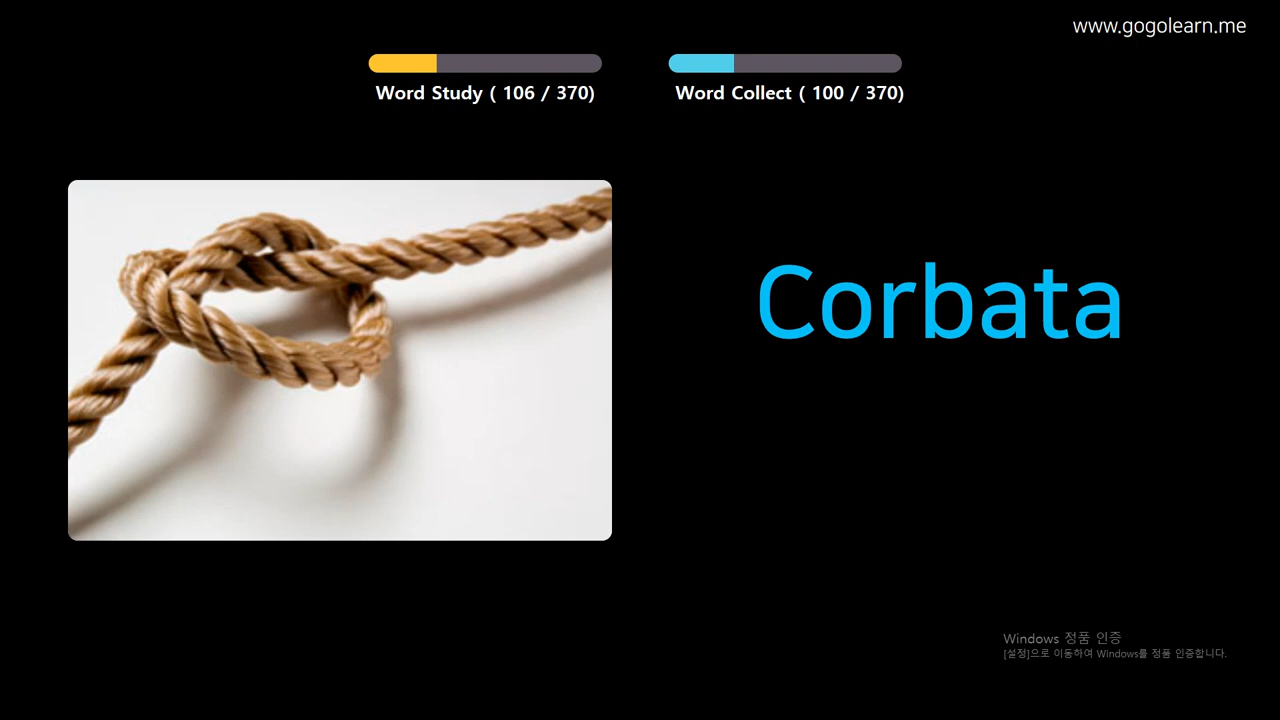 www.gogolearn.me
Word Study ( 106 / 370)
Word Collect ( 100 / 370)
Corbata
Windows 정품 인증
[설정]으로 이동하여 Windows를 정품 인증합니다.